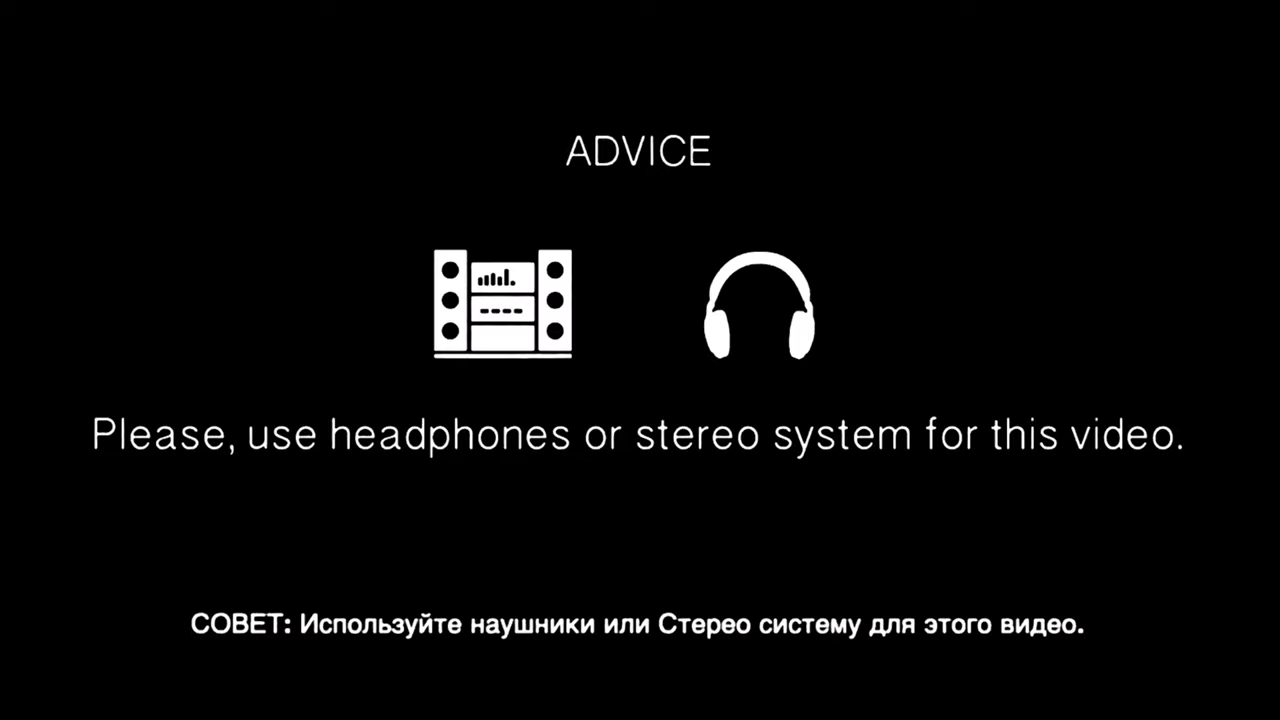 ADVICE
Please, use headphones or stereo system for this video.
СОВЕТ: Используйте наушники или Стерео систему для этого видео.